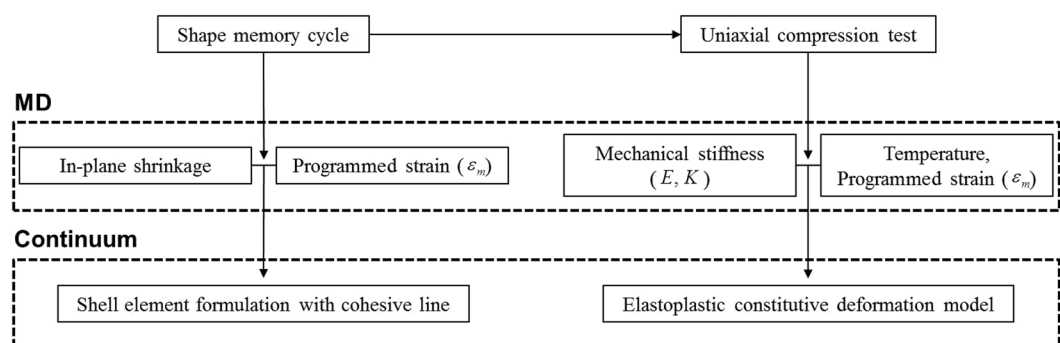 Shape memory cycle
Uniaxial compression test
MD
In-plane shrinkage
Programmed strain (εm)
Mechanical stiffness
(E, K)
Temperature,
Programmed strain (εm)
Continuum
Shell element formulation with cohesive line
Elastoplastic constitutive deformation model